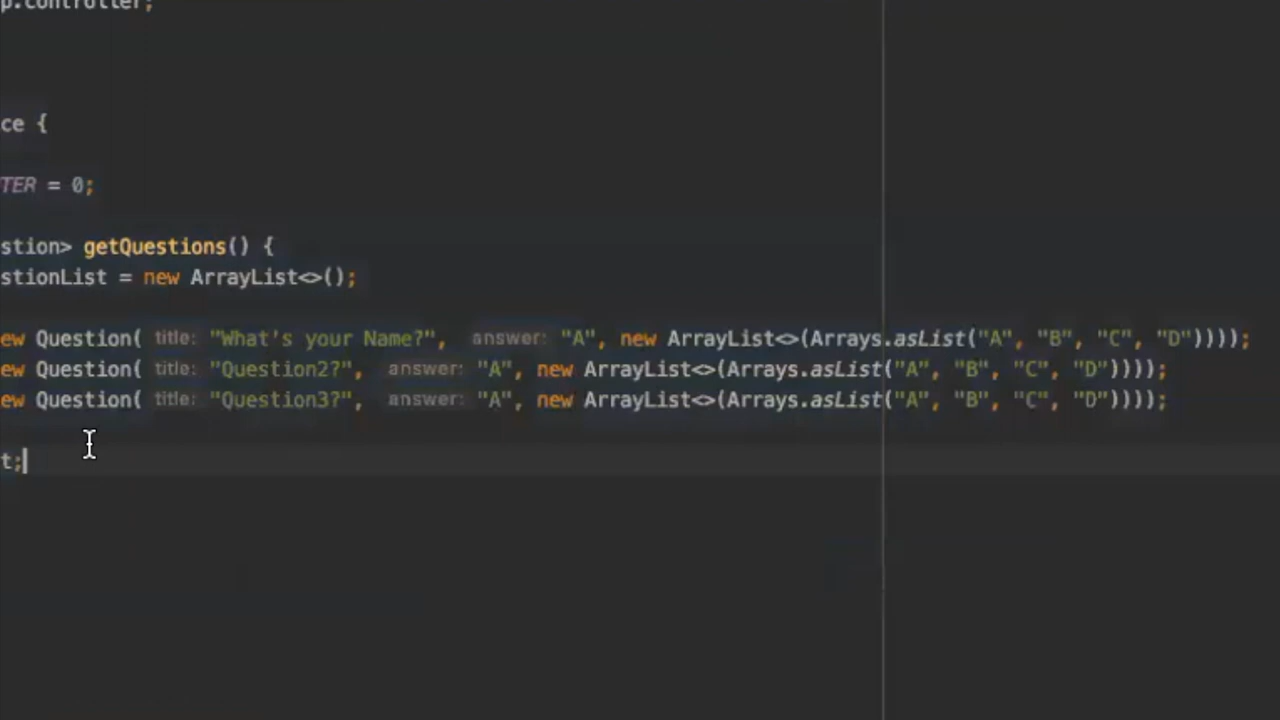 p.controller;
ce {
TER = 0;
stion> getQuestions() {
stionList = new ArrayList<>();
ew Question( title: "What's your Name?", answer: "A", new ArrayList<>(Arrays.asList("A", "B", "C", "D"))));
ew Question( title: "Question2?", answer: "A", new ArrayList<>(Arrays.asList("A", "B", "C", "D"))));
ew Question( title: "Question3?", answer: "A", new ArrayList<>(Arrays.asList("A", "B", "C", "D"))));
t;